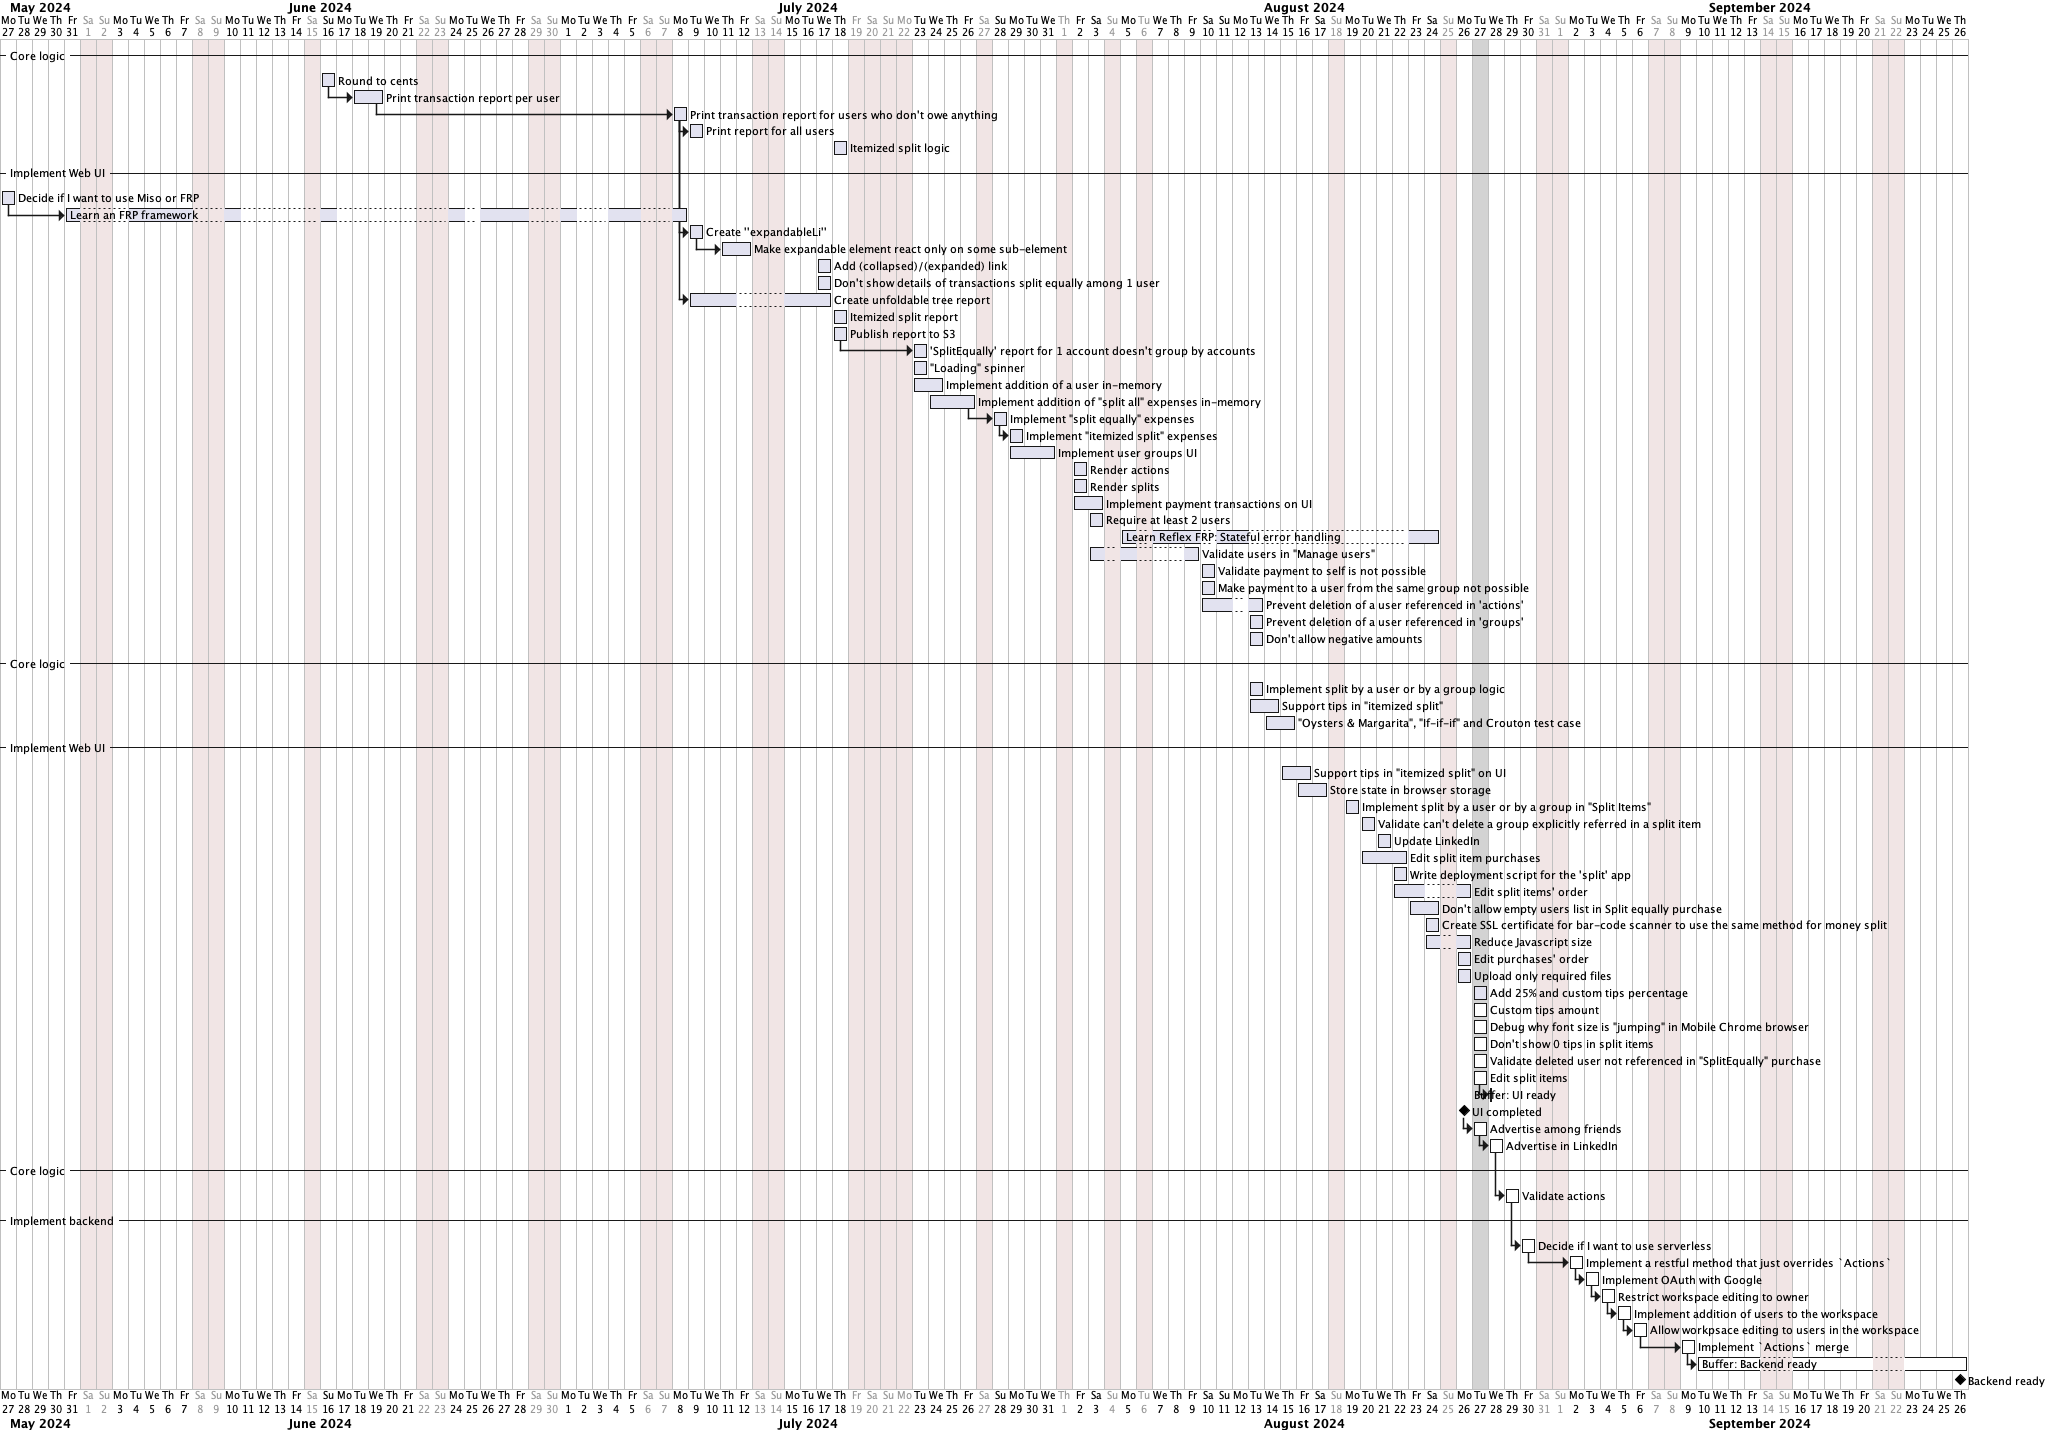 May 2024 June 2024 July 2024 August 2024 September 2024
Mo Tu We Th Fr Sa Su Mo Tu We Th Fr Sa Su Mo Tu We Th Fr Sa Su Mo Tu We Th Fr Sa Su Mo Tu We Th Fr Sa Su Mo Tu We Th Fr Sa Su Mo Tu We Th Fr Sa Su Mo Tu We Th Fr Sa Su Mo Tu We Th Fr Sa Su Mo Tu We Th Fr Sa Su Mo Tu We Th Fr Sa Su Mo Tu We Th Fr Sa Su Mo Tu We Th Fr Sa Su Mo Tu We Th Fr Sa Su Mo Tu We Th Fr Sa Su Mo Tu We Th Fr Sa Su Mo Tu We Th Fr Sa Su Mo Tu We Th
27 28 29 30 31 1 2 3 4 5 6 7 8 9 10 11 12 13 14 15 16 17 18 19 20 21 22 23 24 25 26 27 28 29 30 1 2 3 4 5 6 7 8 9 10 11 12 13 14 15 16 17 18 19 20 21 22 23 24 25 26 27 28 29 30 31 1 2 3 4 5 6 7 8 9 10 11 12 13 14 15 16 17 18 19 20 21 22 23 24 25 26 27 28 29 30 31 1 2 3 4 5 6 7 8 9 10 11 12 13 14 15 16 17 18 19 20 21 22 23 24 25 26
Core logic
Round to cents
Print transaction report per user
Print transaction report for users who don't owe anything
Print report for all users
Itemized split logic
Implement Web UI
Decide if I want to use Miso or FRP
Learn an FRP framework
Create "expandableLi"
Make expandable element react only on some sub-element
Add (collapsed)/(expanded) link
Don't show details of transactions split equally among 1 user
Create unfoldable tree report
Itemized split report
Publish report to S3
'SplitEqually' report for 1 account doesn't group by accounts
"Loading" spinner
Implement addition of a user in-memory
Implement addition of "split all" expenses in-memory
Implement "split equally" expenses
Implement "itemized split" expenses
Implement user groups UI
Render actions
Render splits
Implement payment transactions on UI
Require at least 2 users
Learn Reflex FRP: Stateful error handling
Validate users in "Manage users"
Validate payment to self is not possible
Make payment to a user from the same group not possible
Prevent deletion of a user referenced in 'actions'
Prevent deletion of a user referenced in 'groups'
Don't allow negative amounts
Core logic
Implement split by a user or by a group logic
Support tips in "itemized split"
"Oysters & Margarita", "If-if-if" and Crouton test case
Implement Web UI
Support tips in "itemized split" on UI
Store state in browser storage
Implement split by a user or by a group in "Split Items"
Validate can't delete a group explicitly referred in a split item
Update LinkedIn
Edit split item purchases
Write deployment script for the 'split' app
Edit split items' order
Don't allow empty users list in Split equally purchase
Create SSL certificate for bar-code scanner to use the same method for money split
Reduce Javascript size
Edit purchases' order
Upload only required files
Add 25% and custom tips percentage
Custom tips amount
Debug why font size is "jumping" in Mobile Chrome browser
Don't show 0 tips in split items
Validate deleted user not referenced in "SplitEqually" purchase
Edit split items
Buffer: UI ready
UI completed
Advertise among friends
Advertise in LinkedIn
Core logic
Validate actions
Implement backend
Decide if I want to use serverless
Implement a restful method that just overrides `Actions`
Implement OAuth with Google
Restrict workspace editing to owner
Implement addition of users to the workspace
Allow workpsace editing to users in the workspace
Implement `Actions` merge
Buffer: Backend ready
Backend ready
Mo Tu We Th Fr Sa Su Mo Tu We Th Fr Sa Su Mo Tu We Th Fr Sa Su Mo Tu We Th Fr Sa Su Mo Tu We Th Fr Sa Su Mo Tu We Th Fr Sa Su Mo Tu We Th Fr Sa Su Mo Tu We Th Fr Sa Su Mo Tu We Th Fr Sa Su Mo Tu We Th Fr Sa Su Mo Tu We Th Fr Sa Su Mo Tu We Th Fr Sa Su Mo Tu We Th Fr Sa Su Mo Tu We Th Fr Sa Su Mo Tu We Th Fr Sa Su Mo Tu We Th Fr Sa Su Mo Tu We Th Fr Sa Su Mo Tu We Th
27 28 29 30 31 1 2 3 4 5 6 7 8 9 10 11 12 13 14 15 16 17 18 19 20 21 22 23 24 25 26 27 28 29 30 1 2 3 4 5 6 7 8 9 10 11 12 13 14 15 16 17 18 19 20 21 22 23 24 25 26 27 28 29 30 31 1 2 3 4 5 6 7 8 9 10 11 12 13 14 15 16 17 18 19 20 21 22 23 24 25 26 27 28 29 30 31 1 2 3 4 5 6 7 8 9 10 11 12 13 14 15 16 17 18 19 20 21 22 23 24 25 26
May 2024 June 2024 July 2024 August 2024 September 2024